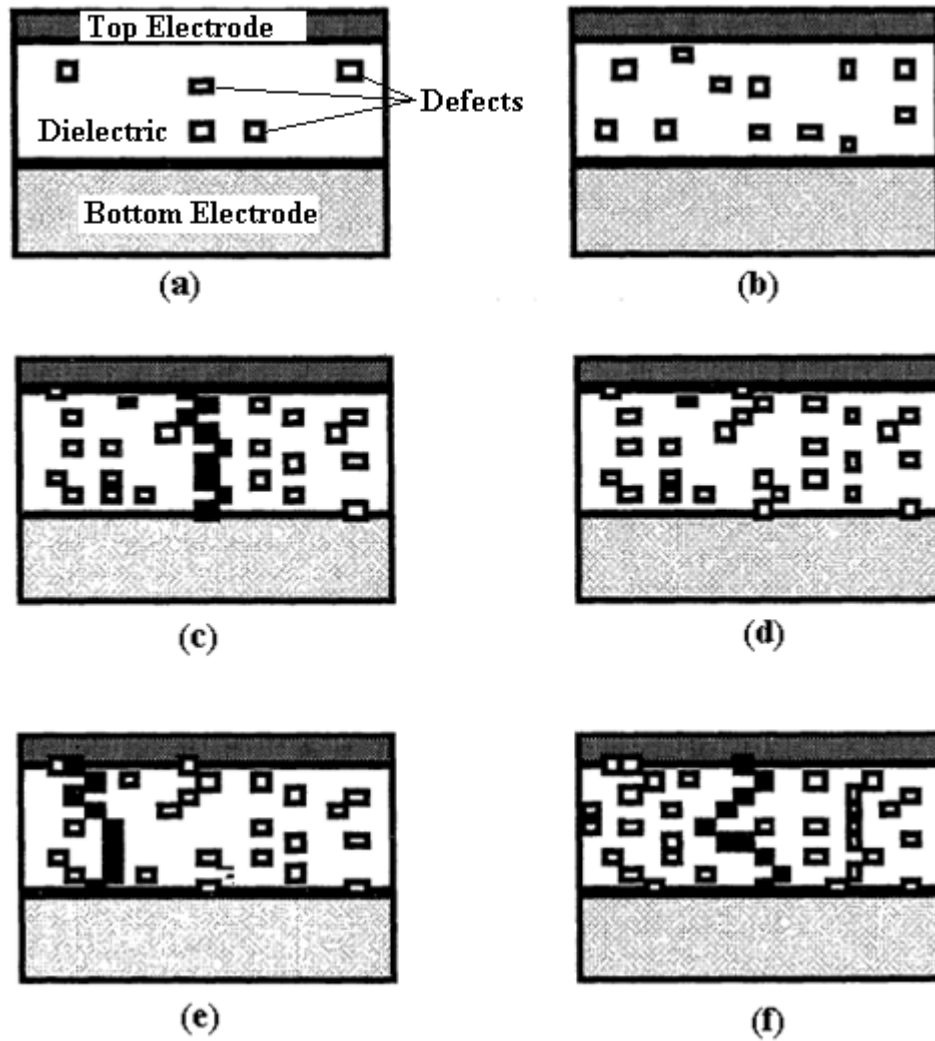 Top Electrode
Defects
Dielectric
Bottom Electrode
(a)
(b)
(c)
(d)
(e)
(f)